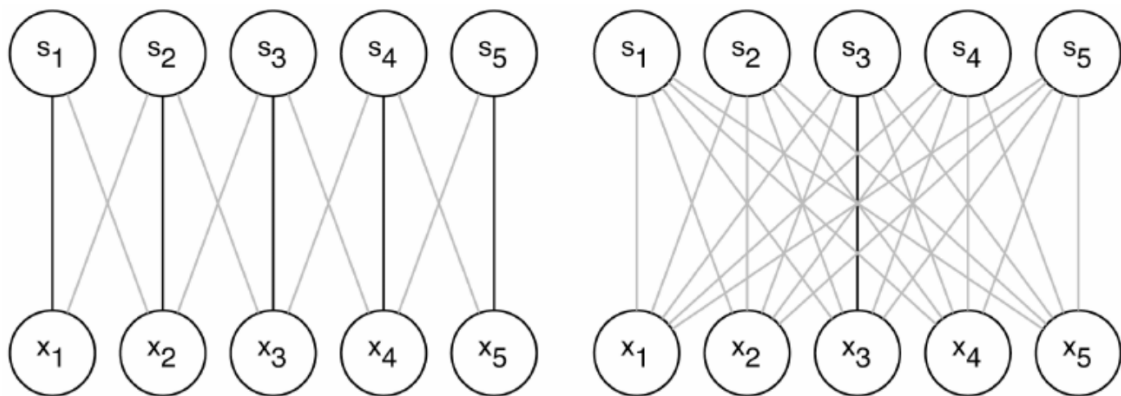 s1 s2 s3 s4 s5 s1 s2 s3 s4 s5
x1 x2 x3 x4 x5 x1 x2 x3 x4 x5